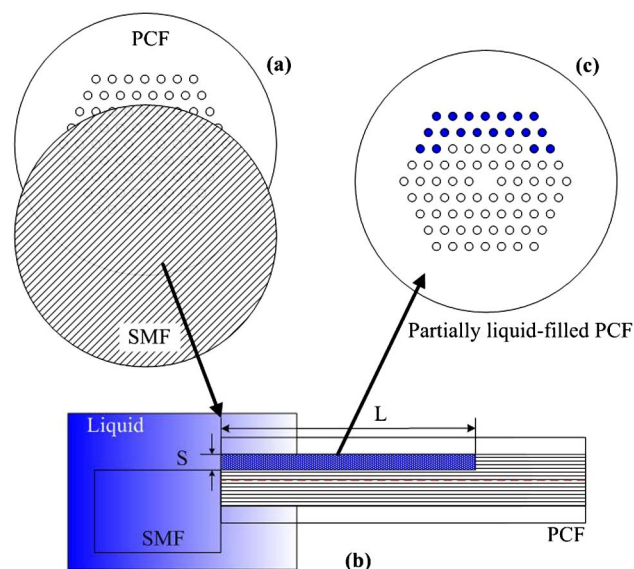 PCF
(a)
SMF
(c)
Partially liquid-filled PCF
Liquid
L
S
SMF
PCF
(b)